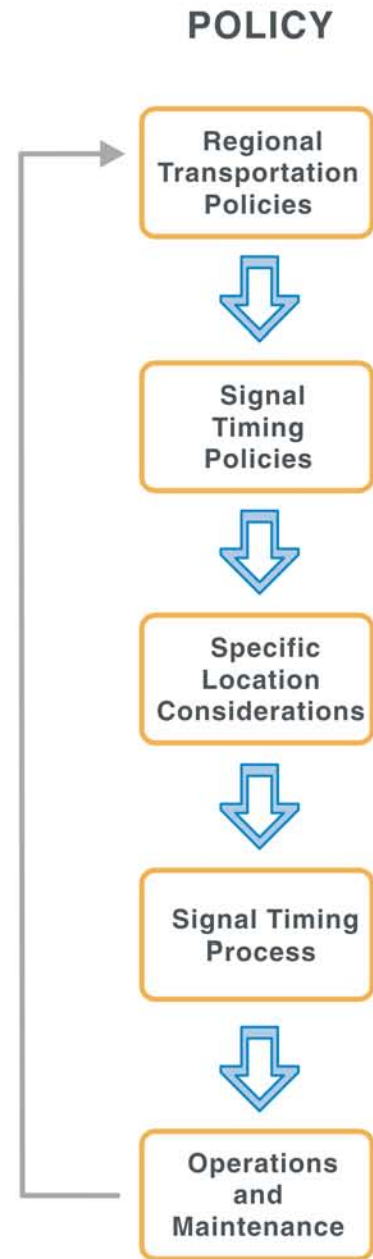 POLICY
Regional
Transportation
Policies
Signal
Timing
Policies
Specific
Location
Considerations
Signal Timing
Process
Operations
and
Maintenance